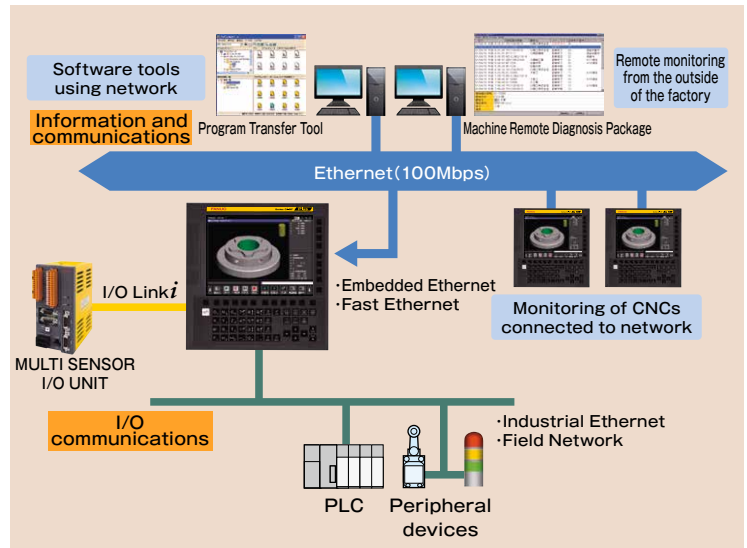 Software tools
using network
Information and
communications
Program Transfer Tool
Machine Remote Diagnosis Package
Remote monitoring
from the outside
of the factory
Ethernet(100Mbps)
FANUC
I/O Link i
・Embedded Ethernet
・Fast Ethernet
Monitoring of CNCs
connected to network
MULTI SENSOR
I/O UNIT
I/O
communications
・Industrial Ethernet
・Field Network
PLC
Peripheral
devices